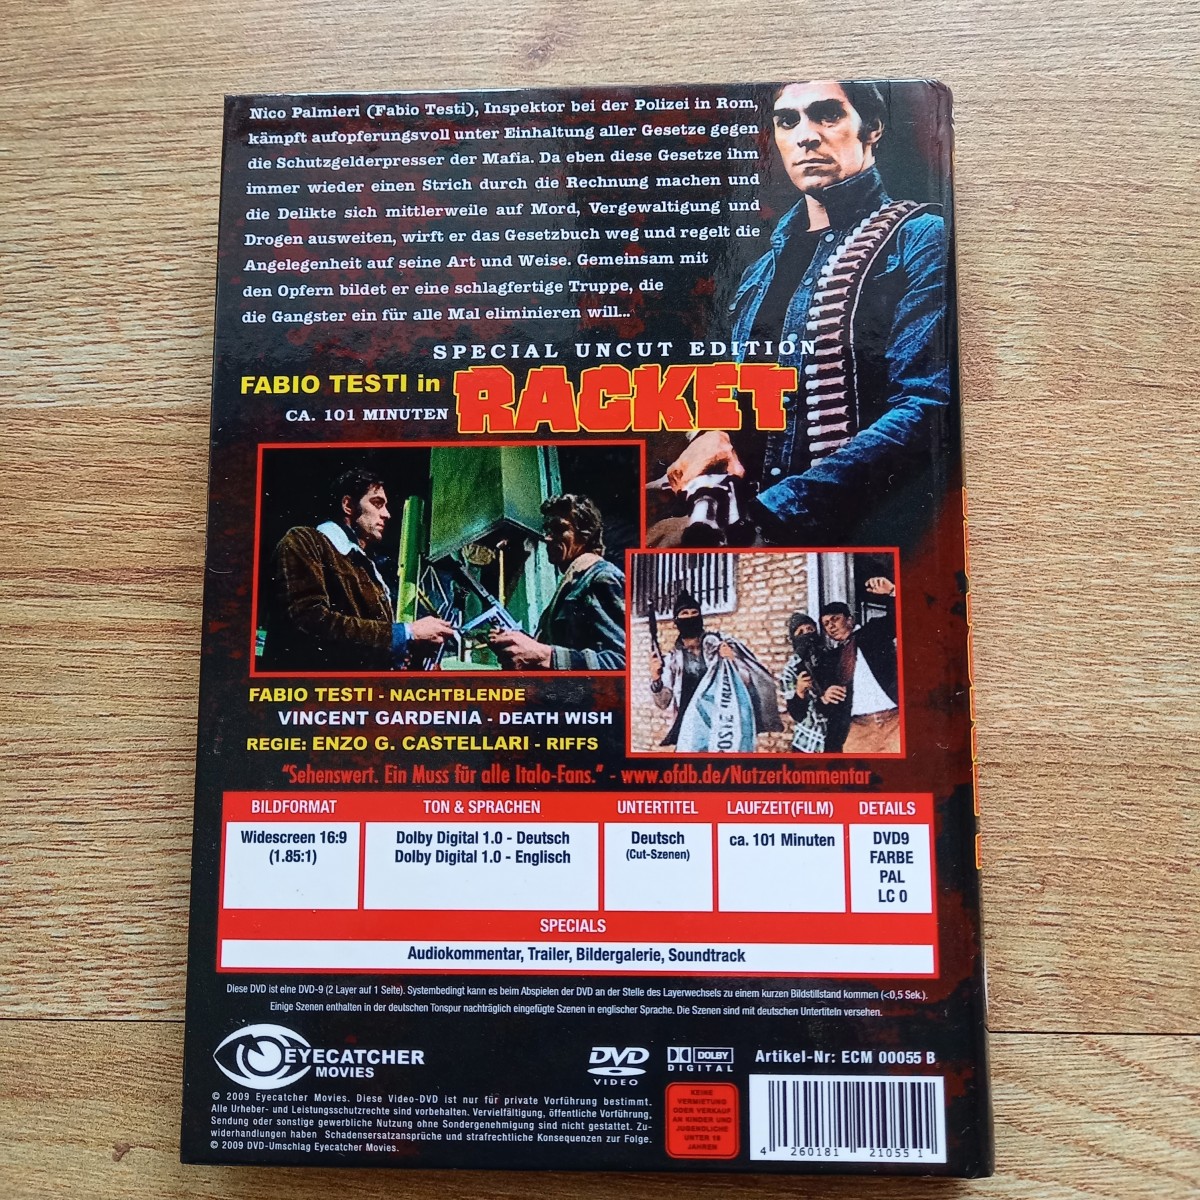 Nico Palmieri (Fabio Testi), Inspektor bei der Polizei in Rom,
kämpft aufopferungsvoll unter Einhaltung aller Gesetze gegen
die Schutzgelderpresser der Mafia. Da eben diese Gesetze ihm
immer wieder einen Strich durch die Rechnung machen und
die Delikte sich mittlerweile auf Mord, Vergewaltigung und
Drogen ausweiten, wirft er das Gesetzbuch weg und regelt die
Angelegenheit auf seine Art und Weise. Gemeinsam mit
den Opfern bildet er eine schlagfertige Truppe, die
die Gangster ein für alle Mal eliminieren will...
SPECIAL UNCUT EDITION
FABIO TESTI in RACKET
CA. 101 MINUTEN
FABIO TESTI - NACHTBLENDE
VINCENT GARDENIA - DEATH WISH
REGIE: ENZO G. CASTELLARI - RIFFS
"Sehenswert. Ein Muss für alle Italo-Fans." - www.ofdb.de/Nutzerkommentar
BILDFORMAT
Widescreen 16:9
(1.85:1)
TON & SPRACHEN
Dolby Digital 1.0 - Deutsch
Dolby Digital 1.0 - Englisch
UNTERTITEL
Deutsch
(Cut-Szenen)
LAUFZEIT(FILM)
ca. 101 Minuten
DETAILS
DVD9
FARBE
PAL
LC 0
SPECIALS
Audiokommentar, Trailer, Bildergalerie, Soundtrack
Diese DVD ist eine DVD-9 (2 Layer auf 1 Seite). Systembedingt kann es beim Abspielen der DVD an der Stelle des Layerwechsels zu einem kurzen Bildstillstand kommen (<0,5 Sek.).
Einige Szenen enthalten in der deutschen Tonspur nachträglich eingefügte Szenen in englischer Sprache. Die Szenen sind mit deutschen Untertiteln versehen.
EYECATCHER
MOVIES
DVD
VIDEO
DOLBY
DIGITAL
Artikel-Nr: ECM 00055 B
© 2009 Eyecatcher Movies. Diese Video-DVD ist nur für private Vorführung bestimmt.
Alle Urheber- und Leistungsschutzrechte sind vorbehalten. Vervielfältigung, öffentliche Vorführung,
Sendung oder sonstige gewerbliche Nutzung ohne Sondergenehmigung sind nicht gestattet. Zu-
widerhandlungen haben Schadensersatzansprüche und strafrechtliche Konsequenzen zur Folge.
© 2009 DVD-Umschlag Eyecatcher Movies.
KEINE
VERMIETUNG
ODER VERKAUF
AN KINDER UND
JUGENDLICHE
UNTER 18
JAHREN
4 260181 210551